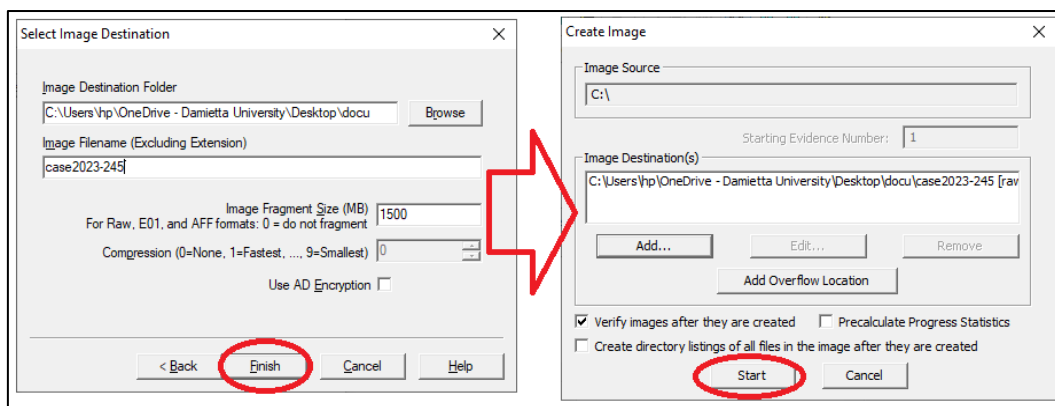 Select Image Destination
Image Destination Folder
C:\Users\hp\OneDrive - Damietta University\Desktop\docu
Browse
Image Filename (Excluding Extension)
case2023-245
Image Fragment Size (MB)
For Raw, E01, and AFF formats: 0 = do not fragment
1500
Compression (0=None, 1=Fastest, ..., 9=Smallest)
0
Use AD Encryption
< Back
Finish
Cancel
Help
Create Image
Image Source
C:\
Starting Evidence Number:
1
Image Destination(s)
C:\Users\hp\OneDrive - Damietta University\Desktop\docu\case2023-245 [raw
Add...
Edit...
Remove
Add Overflow Location
Verify images after they are created
Precalculate Progress Statistics
Create directory listings of all files in the image after they are created
Start
Cancel